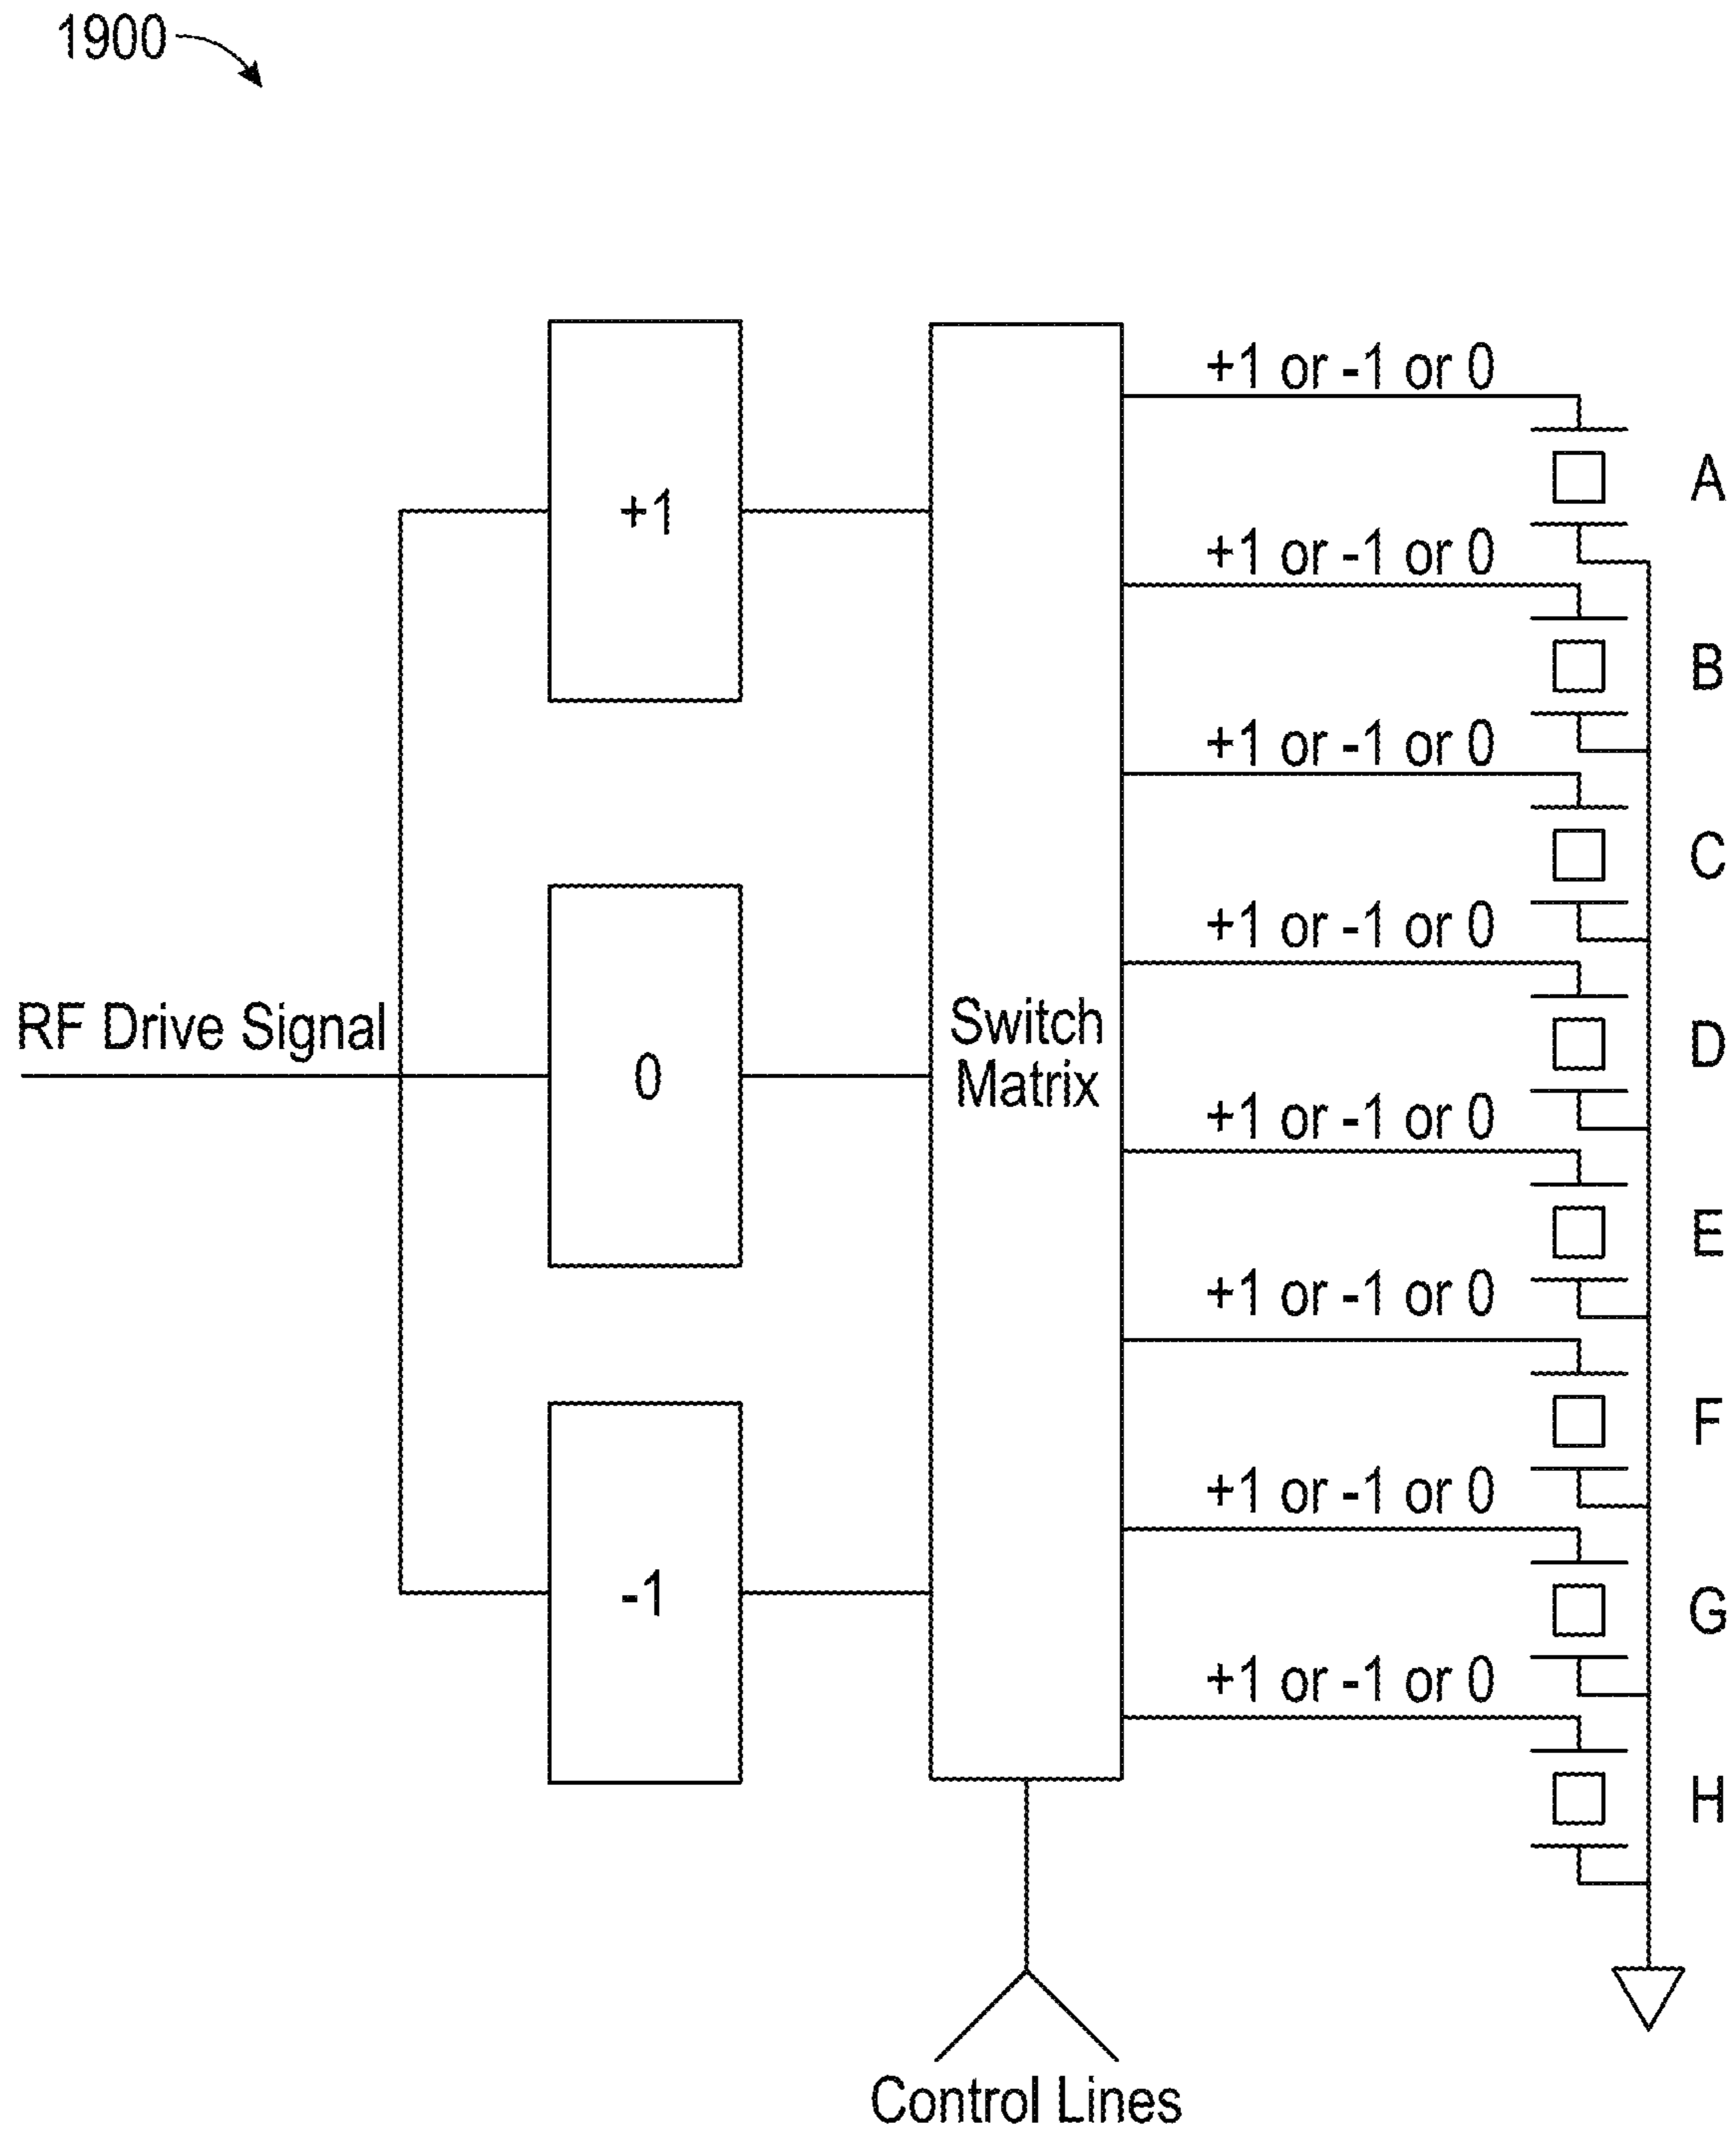 1900
+1 or -1 or 0
A
+1
+1 or -1 or 0
B
+1 or -1 or 0
C
+1 or -1 or 0
RF Drive Signal
0
Switch
Matrix
D
+1 or -1 or 0
E
+1 or -1 or 0
F
+1 or -1 or 0
-1
G
+1 or -1 or 0
H
Control Lines